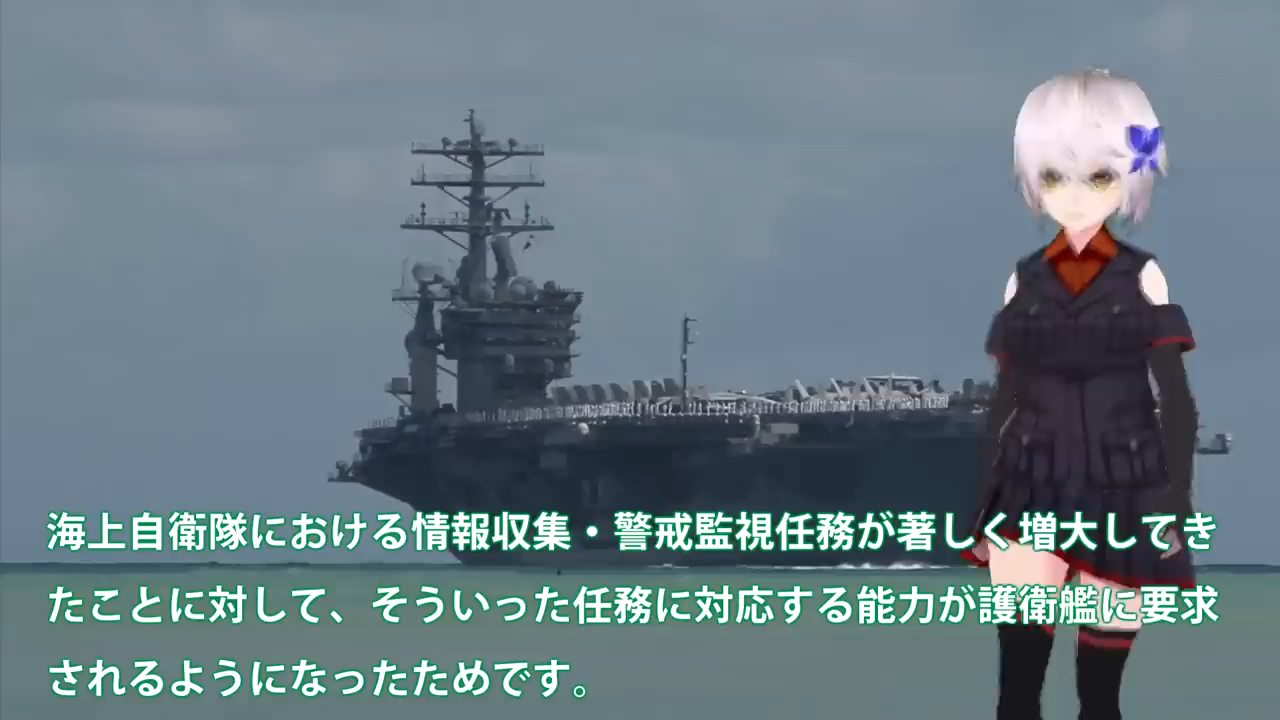 海上自衛隊における情報収集・警戒監視任務が著しく増大してき
たことに対して、そういった任務に対応する能力が護衛艦に要求
されるようになったためです。